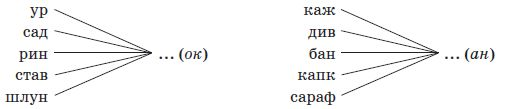 ур
сад
рин
став
шлун
... (ок)
каж
див
бан
капк
сараф
... (ан)